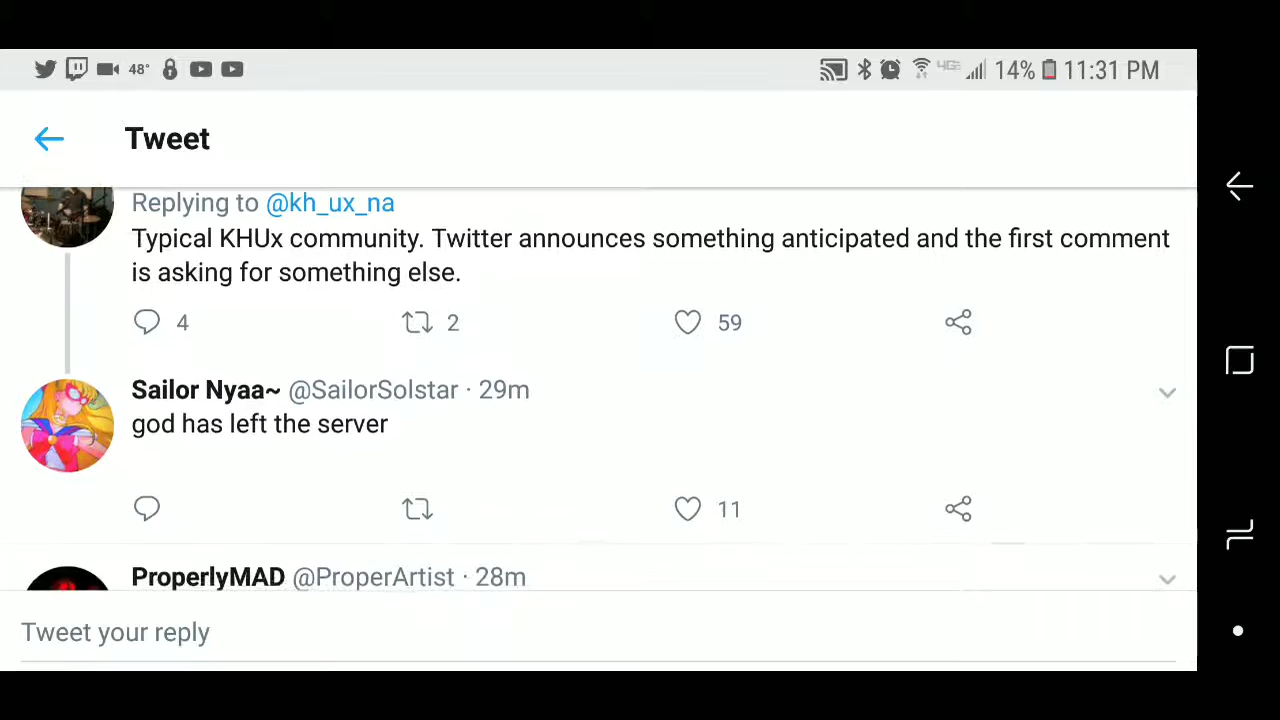 48° 4GE 14% 11:31 PM
Tweet
Replying to @kh_ux_na
Typical KHUx community. Twitter announces something anticipated and the first comment
is asking for something else.
4 2 59
Sailor Nyaa~ @SailorSolstar · 29m
god has left the server
11
ProperlyMAD @ProperArtist · 28m
Tweet your reply